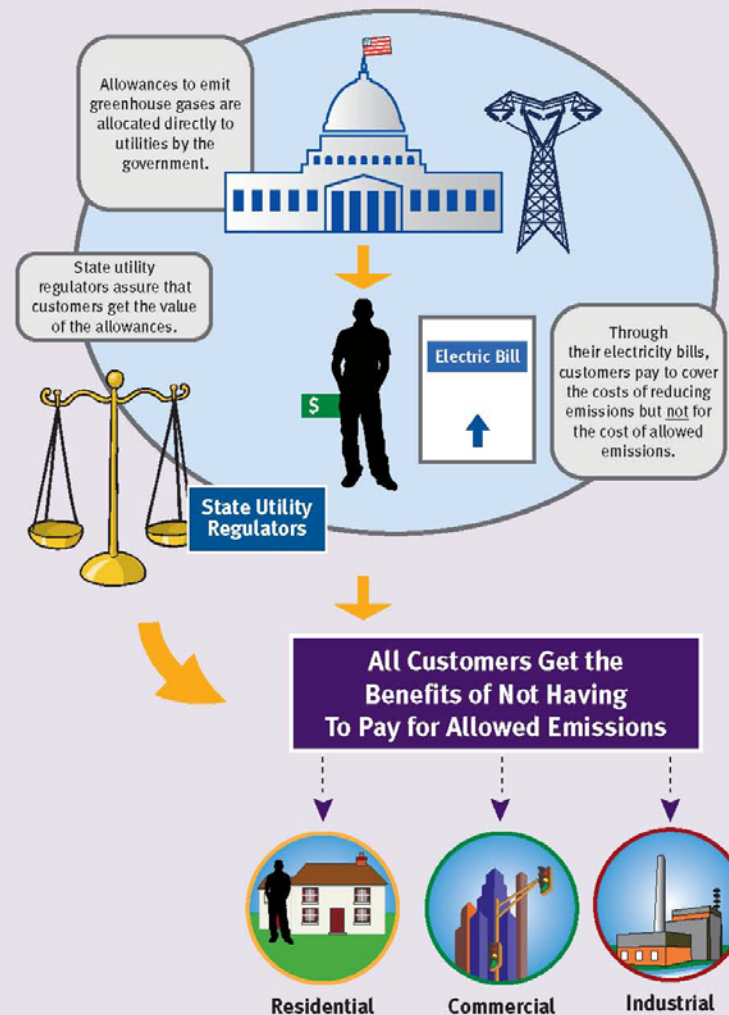 Allowances to emit
greenhouse gases are
allocated directly to
utilities by the
government.
State utility
regulators assure that
customers get the value
of the allowances.
$
Electric Bill
Through
their electricity bills,
customers pay to cover
the costs of reducing
emissions but not for
the cost of allowed
emissions.
State Utility
Regulators
All Customers Get the
Benefits of Not Having
To Pay for Allowed Emissions
Residential
Commercial
Industrial